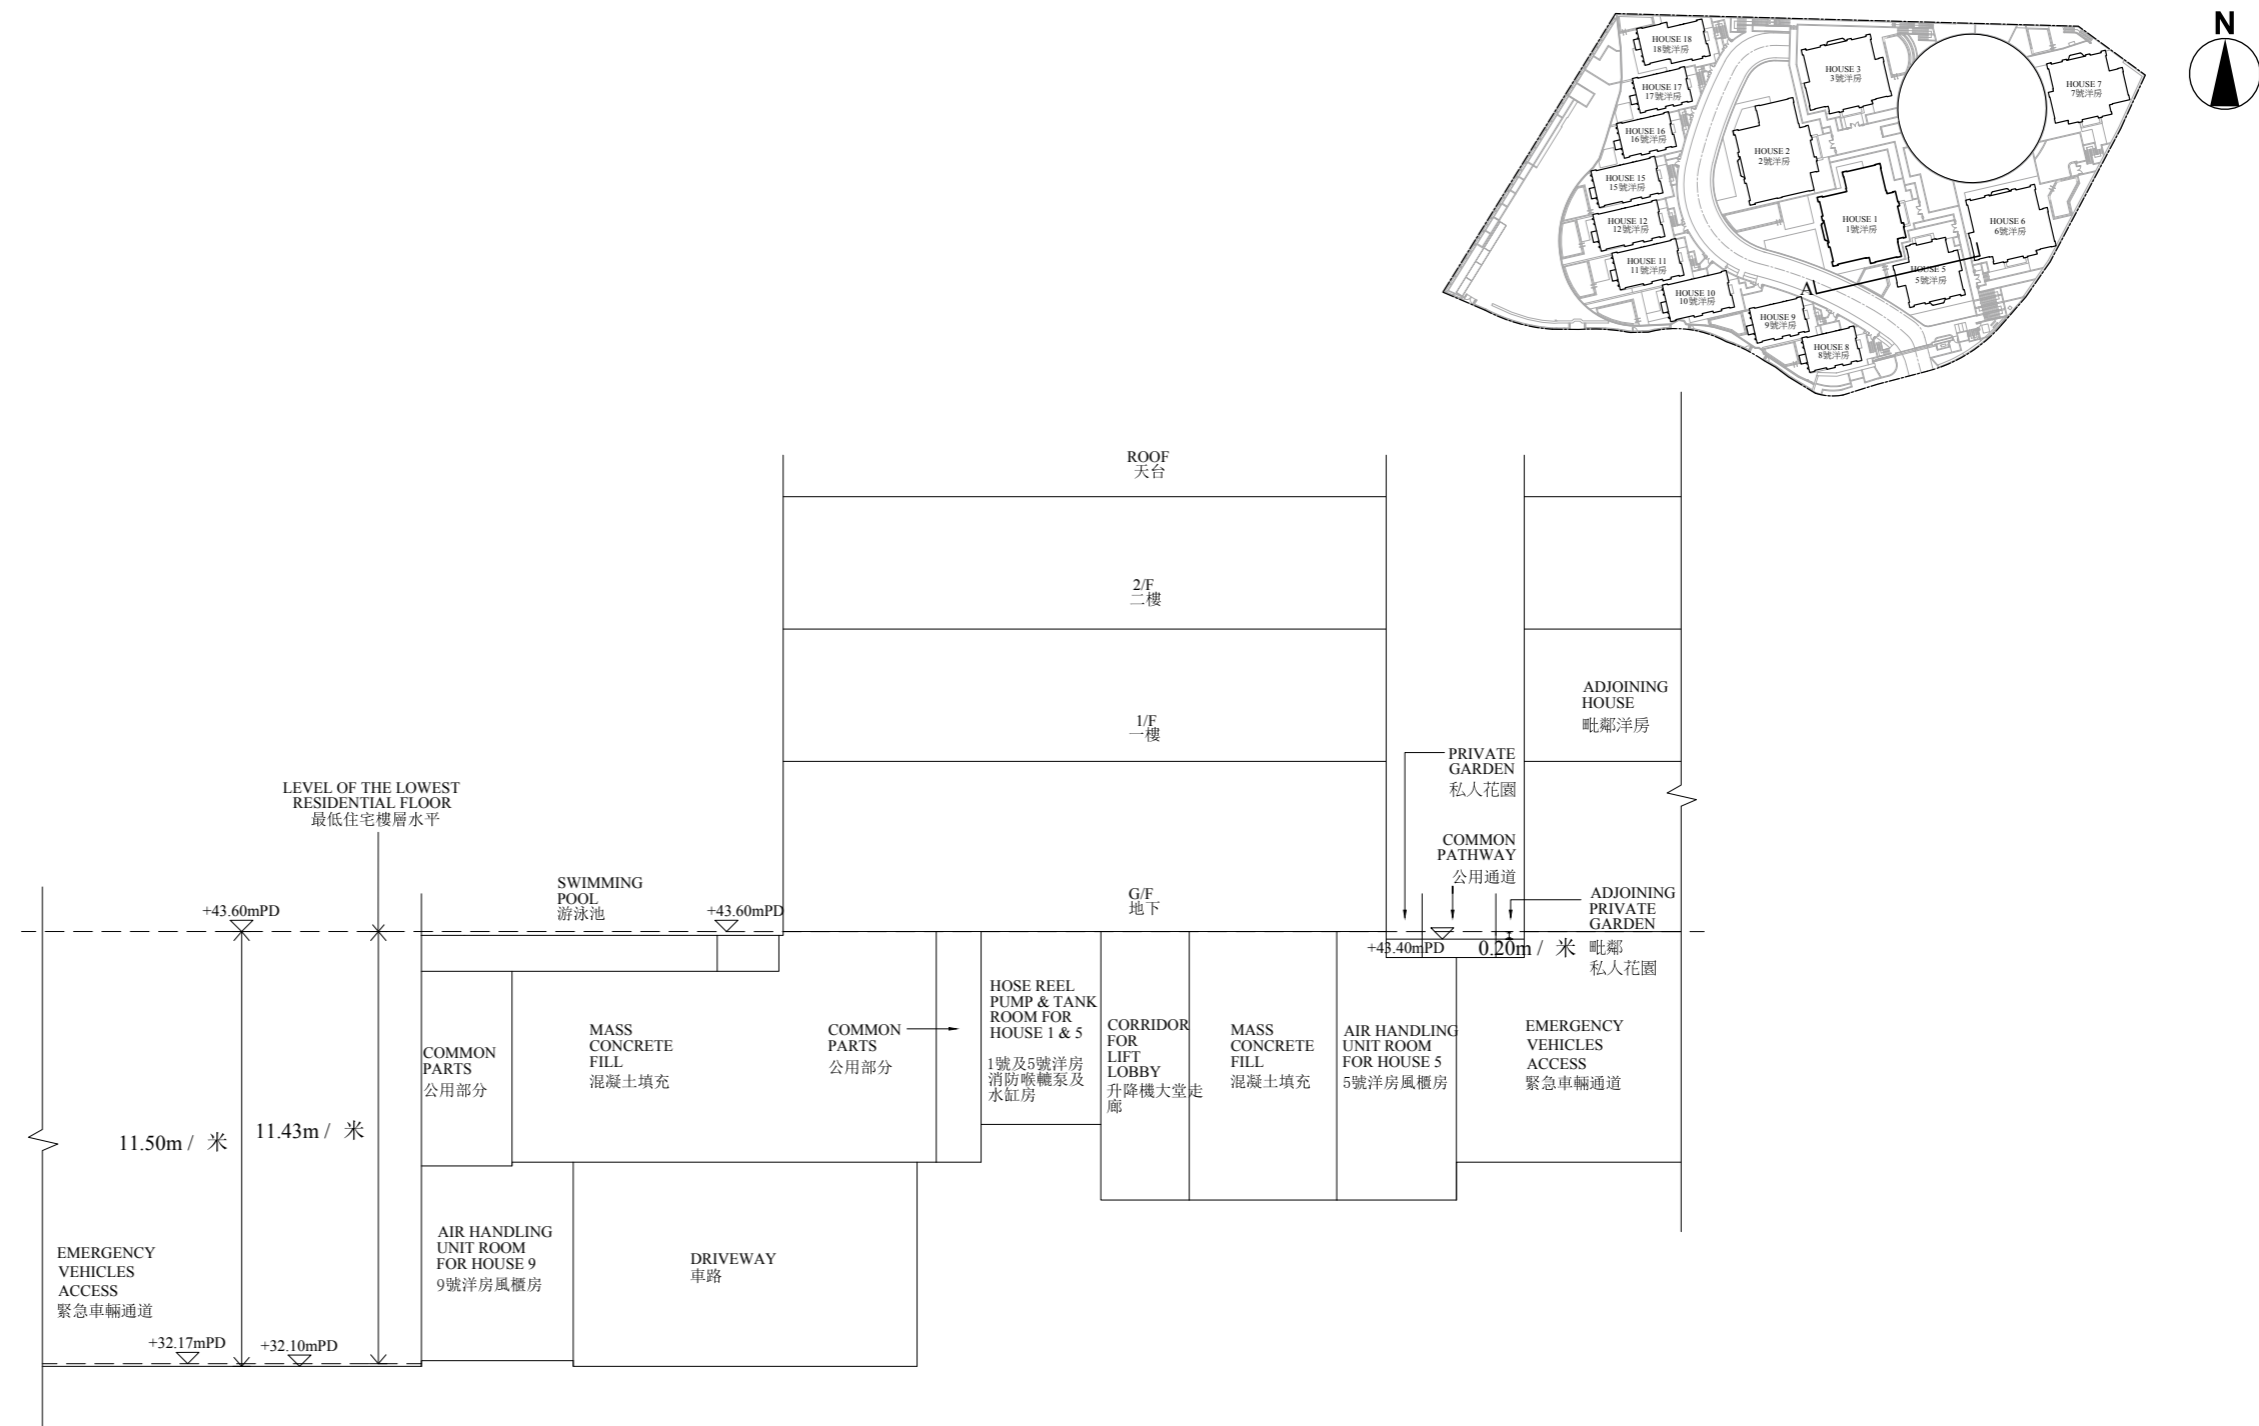 N
HOUSE 18
18號洋房
HOUSE 17
17號洋房
HOUSE 16
16號洋房
HOUSE 15
15號洋房
HOUSE 12
12號洋房
HOUSE 11
11號洋房
HOUSE 10
10號洋房
HOUSE 9
9號洋房
HOUSE 8
8號洋房
HOUSE 3
3號洋房
HOUSE 2
2號洋房
HOUSE 1
1號洋房
HOUSE 7
7號洋房
HOUSE 6
6號洋房
HOUSE 5
5號洋房
A
ROOF
天台
2/F
二樓
1/F
一樓
G/F
地下
ADJOINING
HOUSE
毗鄰洋房
PRIVATE
GARDEN
私人花園
COMMON
PATHWAY
公用通道
ADJOINING
PRIVATE
GARDEN
毗鄰
私人花園
LEVEL OF THE LOWEST
RESIDENTIAL FLOOR
最低住宅樓層水平
SWIMMING
POOL
游泳池
+43.60mPD
+43.60mPD
+43.40mPD
0.20m / 米
COMMON
PARTS
公用部分
MASS
CONCRETE
FILL
混凝土填充
COMMON
PARTS
公用部分
HOSE REEL
PUMP & TANK
ROOM FOR
HOUSE 1 & 5
1號及5號洋房
消防喉轆泵及
水缸房
CORRIDOR
FOR
LIFT
LOBBY
升降機大堂走
廊
MASS
CONCRETE
FILL
混凝土填充
AIR HANDLING
UNIT ROOM
FOR HOUSE 5
5號洋房風櫃房
EMERGENCY
VEHICLES
ACCESS
緊急車輛通道
11.50m / 米
11.43m / 米
EMERGENCY
VEHICLES
ACCESS
緊急車輛通道
AIR HANDLING
UNIT ROOM
FOR HOUSE 9
9號洋房風櫃房
DRIVEWAY
車路
+32.17mPD
+32.10mPD